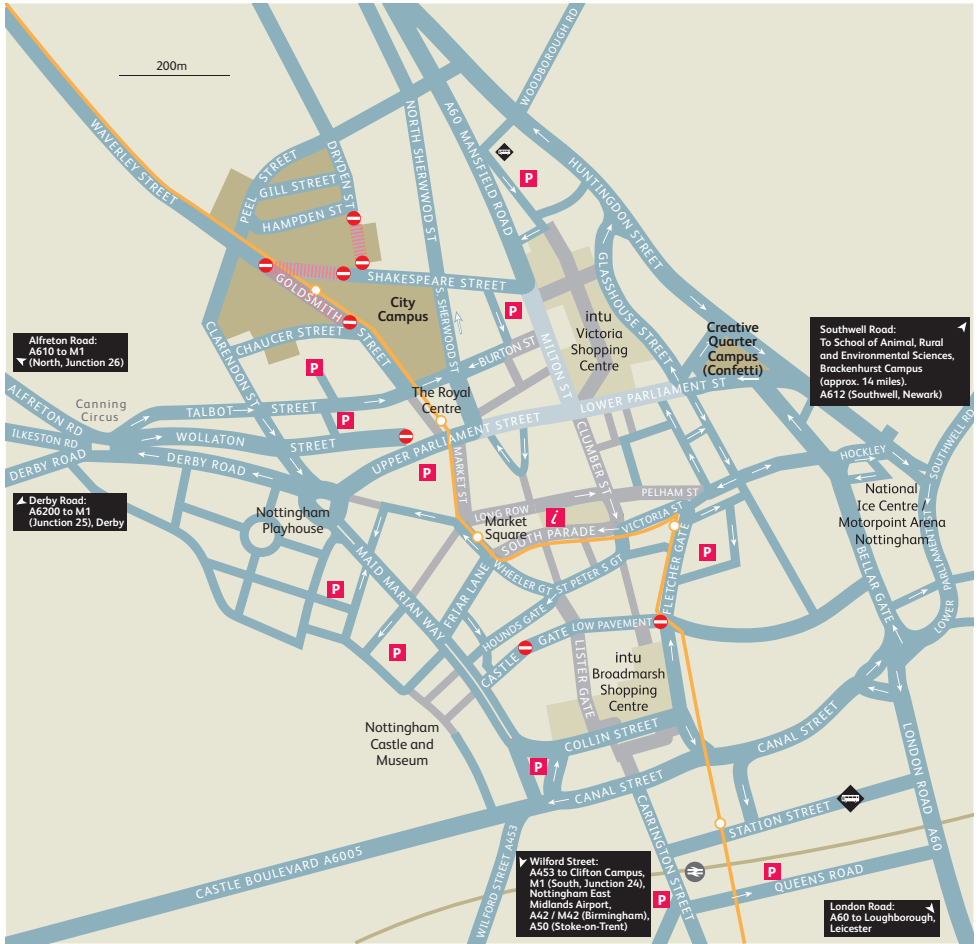 200m
WAVERLEY STREET
PEEL STREET
GILL STREET
HAMPDEN ST
DRYDEN ST
NORTH SHERWOD ST
A60 MANSFIELD ROAD
WOODBOROUGH RD
HUNTINGDON STREET
GLASSHOUSE STREET
P
P
SHAKESPEARE STREET
GOLDSMITH STREET
City
Campus
S. SHERWOOD ST
CHAUCER STREET
CLARENDON ST
BURTON ST
MILTON ST
intu
Victoria
Shopping
Centre
Creative
Quarter
Campus
(Confetti)
Southwell Road:
To School of Animal, Rural
and Environmental Sciences,
Brackenhurst Campus
(approx. 14 miles).
A612 (Southwell, Newark)
Alfreton Road:
A610 to M1
(North, Junction 26)
P
P
ALFRETON RD
Canning
Circus
ILKESTON RD
DERBY ROAD
TALBOT STREET
WOLLATON STREET
DERBY ROAD
The Royal
Centre
UPPER PARLIAMENT STREET
LOWER PARLIAMENT ST
P
MARKET ST
CLUMBER ST
HOCKLEY
SOUTHWELL RD
Derby Road:
A6200 to M1
(Junction 25), Derby
Nottingham
Playhouse
LONG ROW
PELHAM ST
Market
Square
i
SOUTH PARADE
VICTORIA ST
National
Ice Centre /
Motorpoint Arena
Nottingham
P
P
P
MAID MARIAN WAY
FRIAR LANE
WHEELER GT
ST PETER S GT
HOUNDS GATE
FLETCHER GATE
BELLAR GATE
LOWER PARLIAMENT ST
CASTLE GATE
LOW PAVEMENT
LISTER GATE
intu
Broadmarsh
Shopping
Centre
Nottingham
Castle and
Museum
COLLIN STREET
P
CANAL STREET
CANAL STREET
LONDON ROAD A60
CARRINGTON STREET
STATION STREET
CASTLE BOULEVARD A6005
WILFORD STREET A453
Wilford Street:
A453 to Clifton Campus,
M1 (South, Junction 24),
Nottingham East
Midlands Airport,
A42 / M42 (Birmingham),
A50 (Stoke-on-Trent)
P
P
QUEENS ROAD
London Road:
A60 to Loughborough,
Leicester